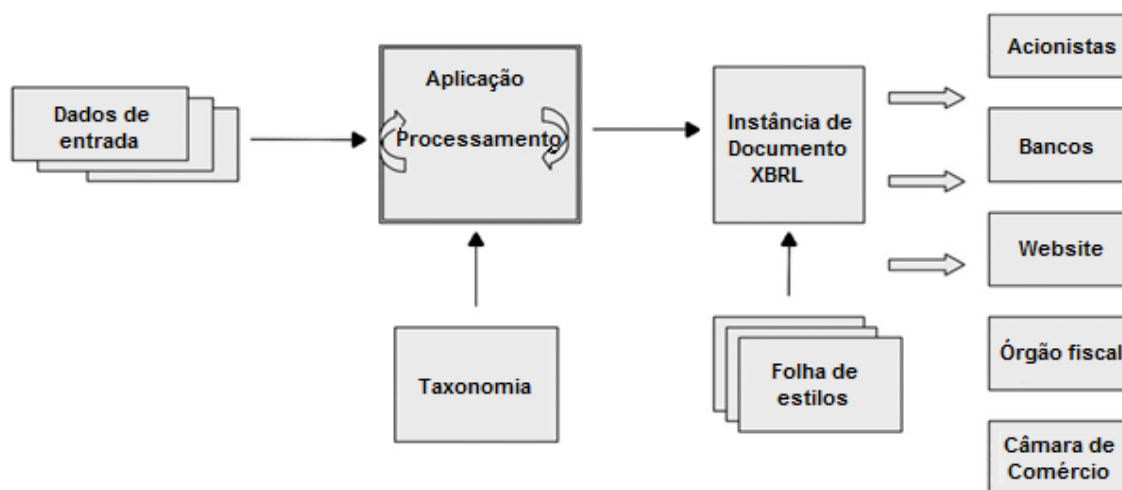 Dados de
entrada
Aplicação
Processamento
Taxonomia
Instância de
Documento
XBRL
Folha de
estilos
Acionistas
Bancos
Website
Órgão fiscal
Câmara de
Comércio